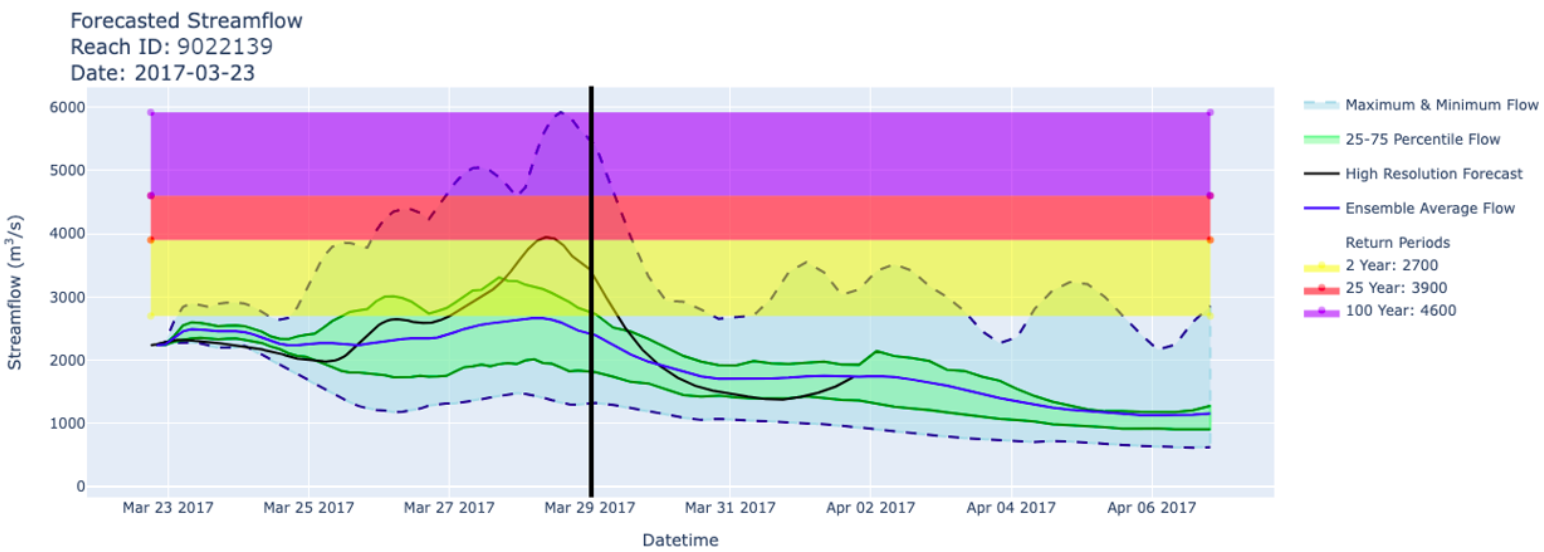 Forecasted Streamflow
Reach ID: 9022139
Date: 2017-03-23
6000
5000
4000
3000
2000
1000
0
Streamflow (m³/s)
Mar 23 2017
Mar 25 2017
Mar 27 2017
Mar 29 2017
Mar 31 2017
Apr 02 2017
Apr 04 2017
Apr 06 2017
Datetime
Maximum & Minimum Flow
25-75 Percentile Flow
High Resolution Forecast
Ensemble Average Flow
Return Periods
2 Year: 2700
25 Year: 3900
100 Year: 4600